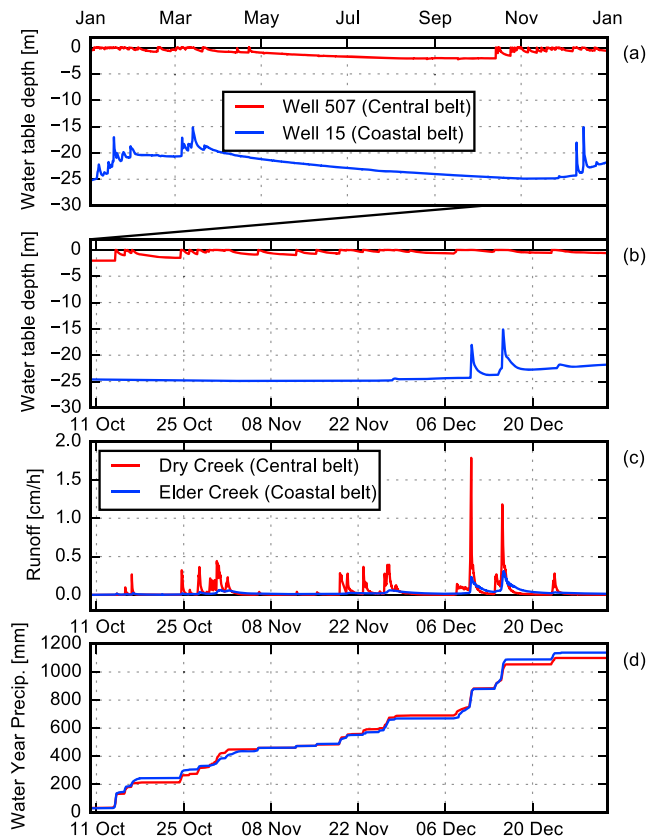 Jan Mar May Jul Sep Nov Jan
(a)
Water table depth [m]
0
−5
−10
−15
−20
−25
−30
Well 507 (Central belt)
Well 15 (Coastal belt)
(b)
Water table depth [m]
0
−5
−10
−15
−20
−25
−30
11 Oct 25 Oct 08 Nov 22 Nov 06 Dec 20 Dec
(c)
Runoff [cm/h]
2.0
1.5
1.0
0.5
0.0
Dry Creek (Central belt)
Elder Creek (Coastal belt)
11 Oct 25 Oct 08 Nov 22 Nov 06 Dec 20 Dec
(d)
Water Year Precip. [mm]
1200
1000
800
600
400
200
0
11 Oct 25 Oct 08 Nov 22 Nov 06 Dec 20 Dec